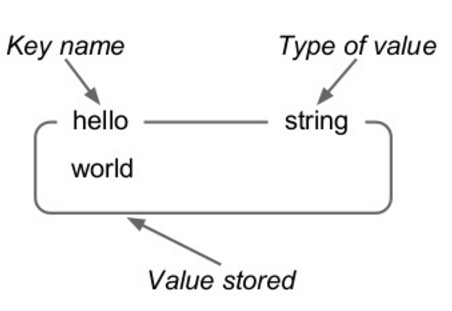 Key name
Type of value
hello
string
world
Value stored